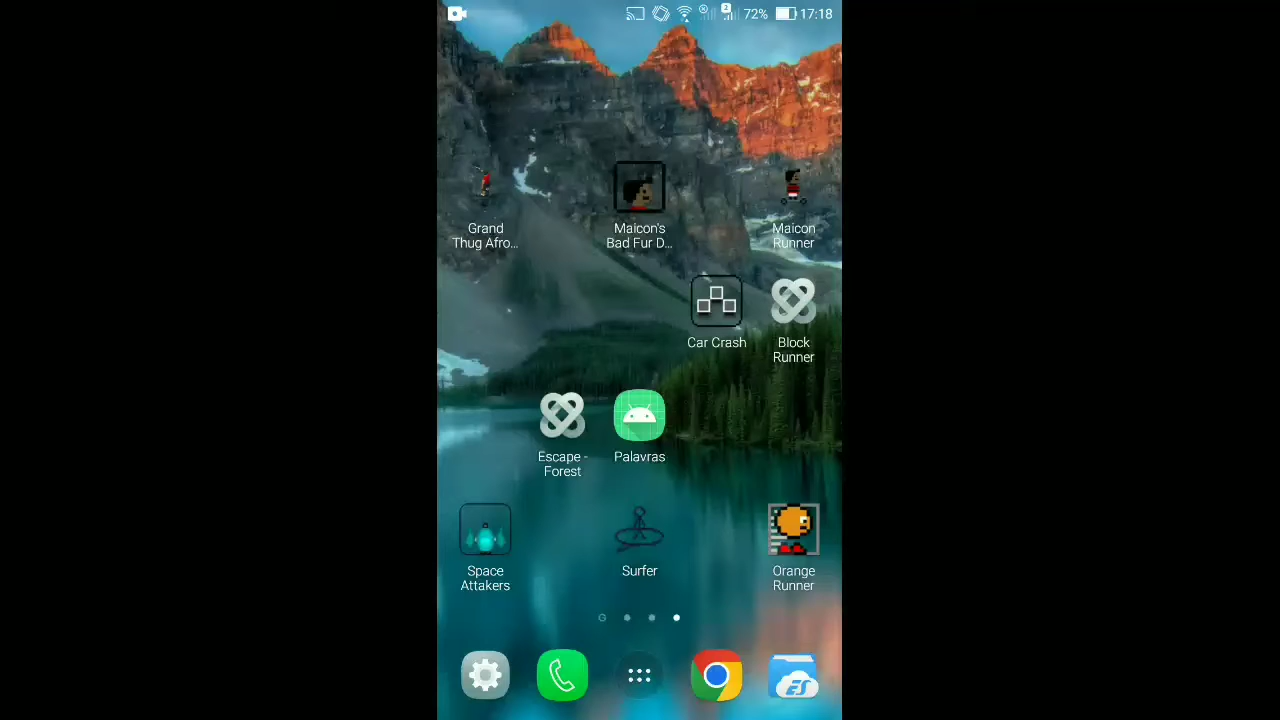 72% 17:18
Grand
Thug Afro...
Maicon's
Bad Fur D...
Maicon
Runner
Car Crash
Block
Runner
Escape -
Forest
Palavras
Space
Attakers
Surfer
Orange
Runner
G
ES